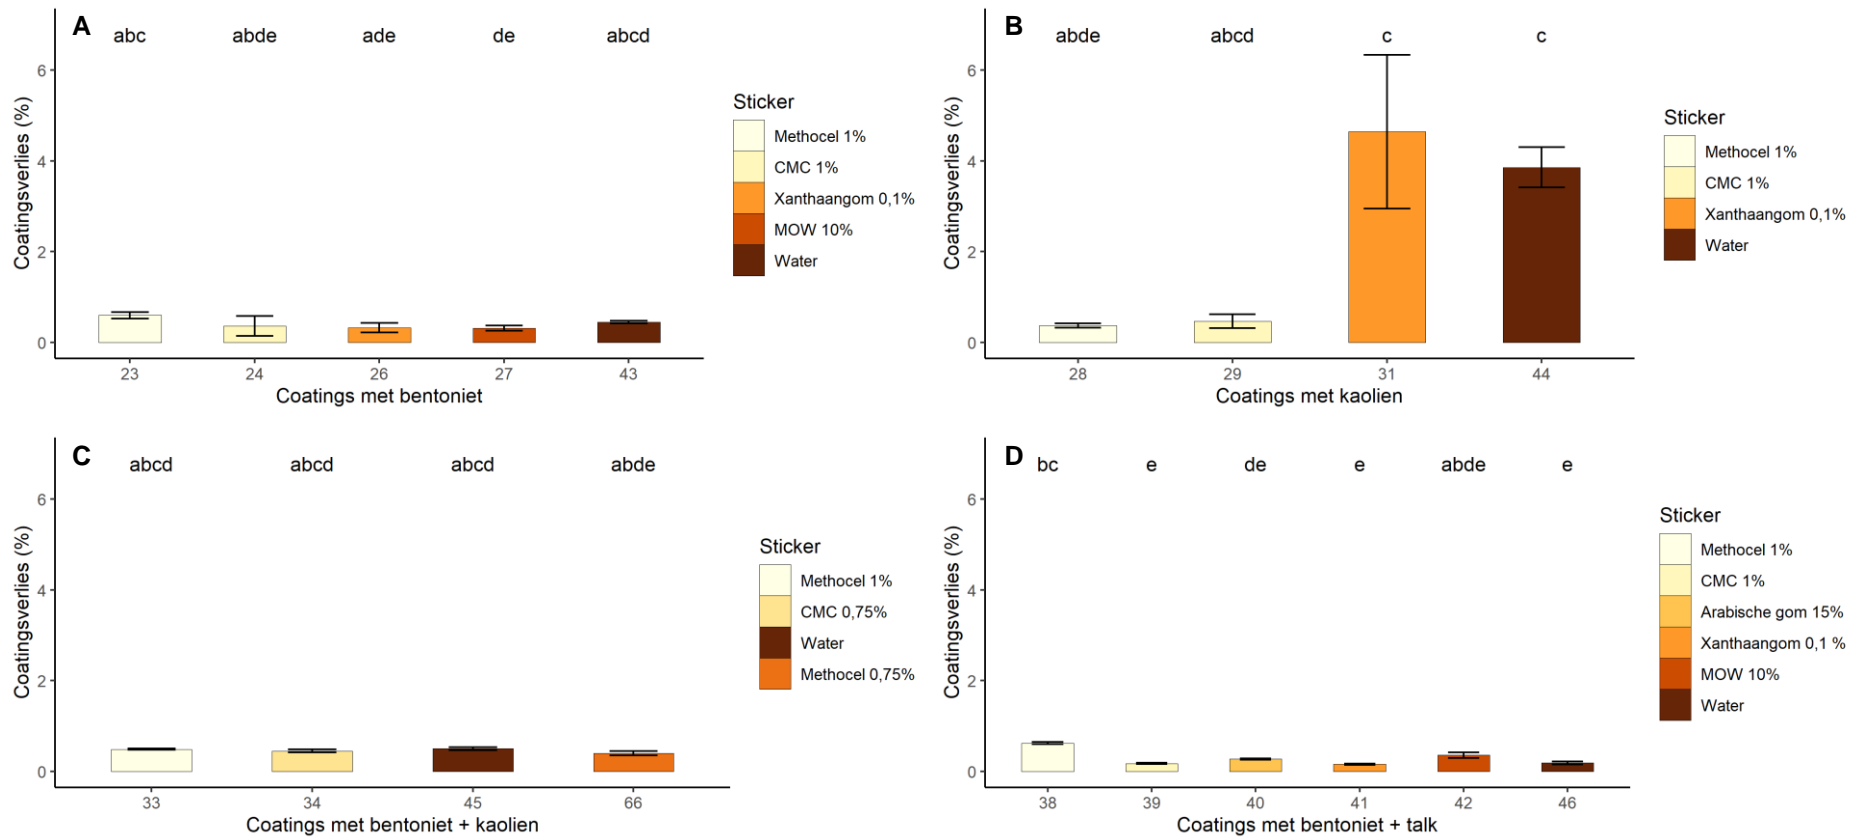 A
abc abde ade de abcd
Coatingsverlies (%)
6
4
2
0
23 24 26 27 43
Coatings met bentoniet
Sticker
Methocel 1%
CMC 1%
Xanthaangom 0,1%
MOW 10%
Water
B
abde abcd c c
Coatingsverlies (%)
6
4
2
0
28 29 31 44
Coatings met kaolien
Sticker
Methocel 1%
CMC 1%
Xanthaangom 0,1%
Water
C
abcd abcd abcd abde
Coatingsverlies (%)
6
4
2
0
33 34 45 66
Coatings met bentoniet + kaolien
Sticker
Methocel 1%
CMC 0,75%
Water
Methocel 0,75%
D
bc e de e abde e
Coatingsverlies (%)
6
4
2
0
38 39 40 41 42 46
Coatings met bentoniet + talk
Sticker
Methocel 1%
CMC 1%
Arabische gom 15%
Xanthaangom 0,1 %
MOW 10%
Water